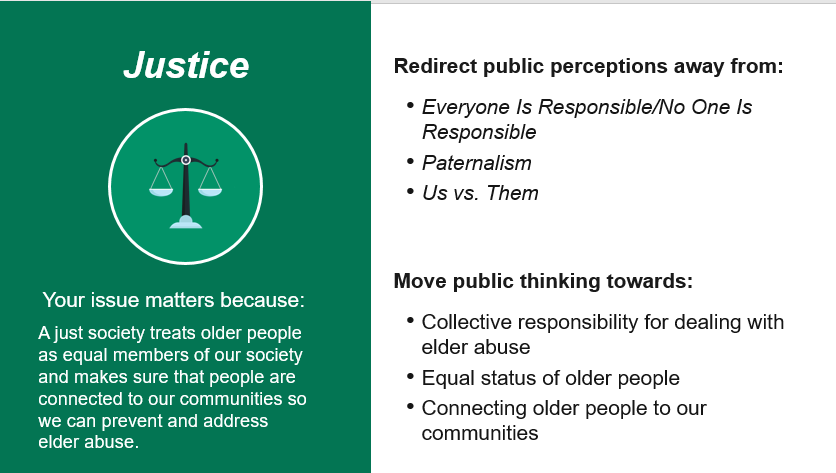 Justice
Your issue matters because:
A just society treats older people
as equal members of our society
and makes sure that people are
connected to our communities so
we can prevent and address
elder abuse.
Redirect public perceptions away from:
• Everyone Is Responsible/No One Is
Responsible
• Paternalism
• Us vs. Them
Move public thinking towards:
• Collective responsibility for dealing with
elder abuse
• Equal status of older people
• Connecting older people to our
communities